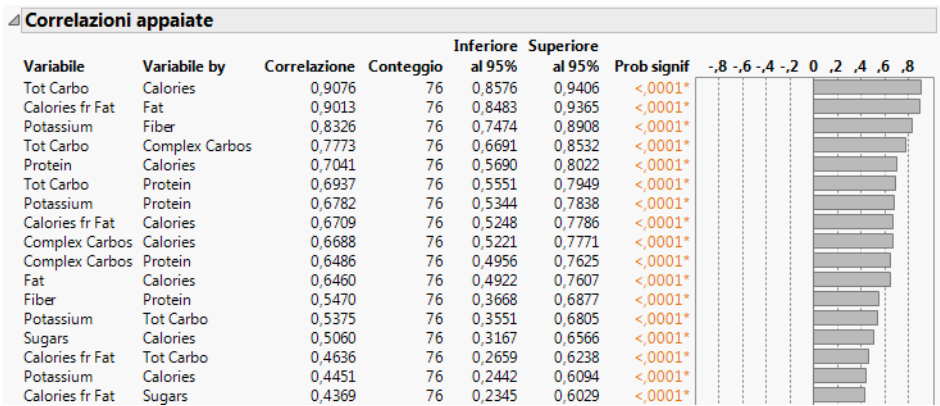 Correlazioni appaiate
Inferiore Superiore
Variabile Variabile by Correlazione Conteggio al 95% al 95% Prob signif -,8 -,6 -,4 -,2 0 ,2 ,4 ,6 ,8
Tot Carbo Calories 0,9076 76 0,8576 0,9406 <,0001*
Calories fr Fat Fat 0,9013 76 0,8483 0,9365 <,0001*
Potassium Fiber 0,8326 76 0,7474 0,8908 <,0001*
Tot Carbo Complex Carbos 0,7773 76 0,6691 0,8532 <,0001*
Protein Calories 0,7041 76 0,5690 0,8022 <,0001*
Tot Carbo Protein 0,6937 76 0,5551 0,7949 <,0001*
Potassium Protein 0,6782 76 0,5344 0,7838 <,0001*
Calories fr Fat Calories 0,6709 76 0,5248 0,7786 <,0001*
Complex Carbos Calories 0,6688 76 0,5221 0,7771 <,0001*
Complex Carbos Protein 0,6486 76 0,4956 0,7625 <,0001*
Fat Calories 0,6460 76 0,4922 0,7607 <,0001*
Fiber Protein 0,5470 76 0,3668 0,6877 <,0001*
Potassium Tot Carbo 0,5375 76 0,3551 0,6805 <,0001*
Sugars Calories 0,5060 76 0,3167 0,6566 <,0001*
Calories fr Fat Tot Carbo 0,4636 76 0,2659 0,6238 <,0001*
Potassium Calories 0,4451 76 0,2442 0,6094 <,0001*
Calories fr Fat Sugars 0,4369 76 0,2345 0,6029 <,0001*